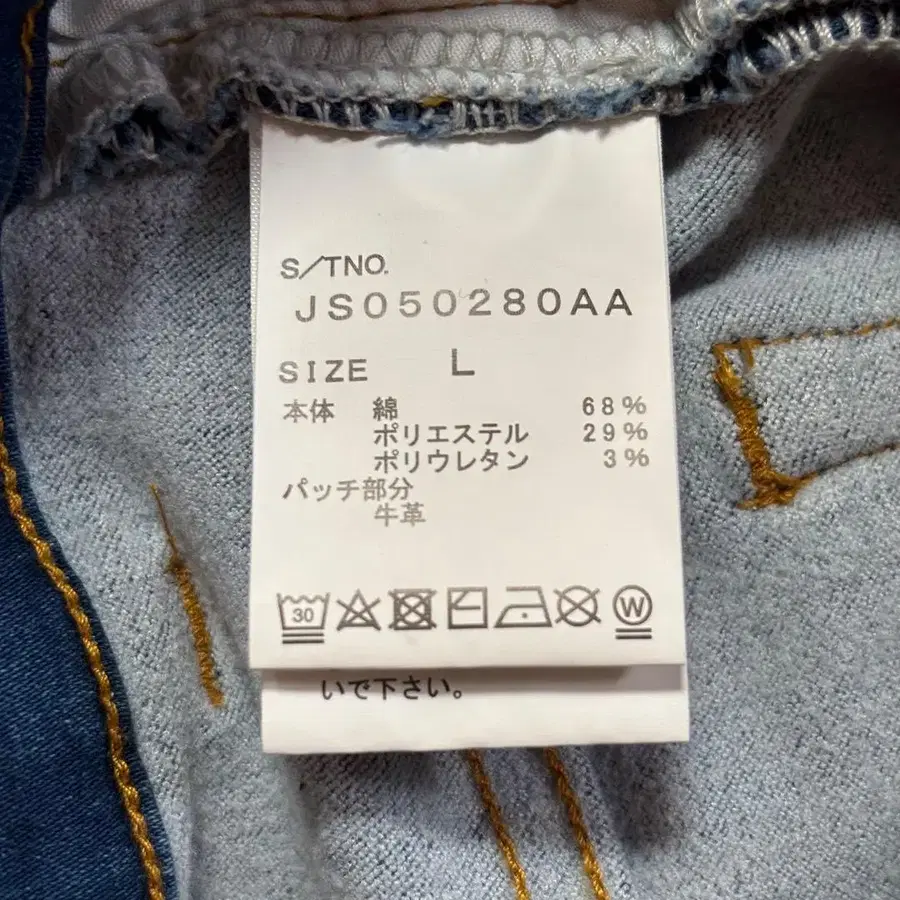 S/TNO.
JS050280AA
SIZE L
本体 綿 68%
ポリエステル 29%
ポリウレタン 3%
パッチ部分
牛革
30 W
いで下さい。